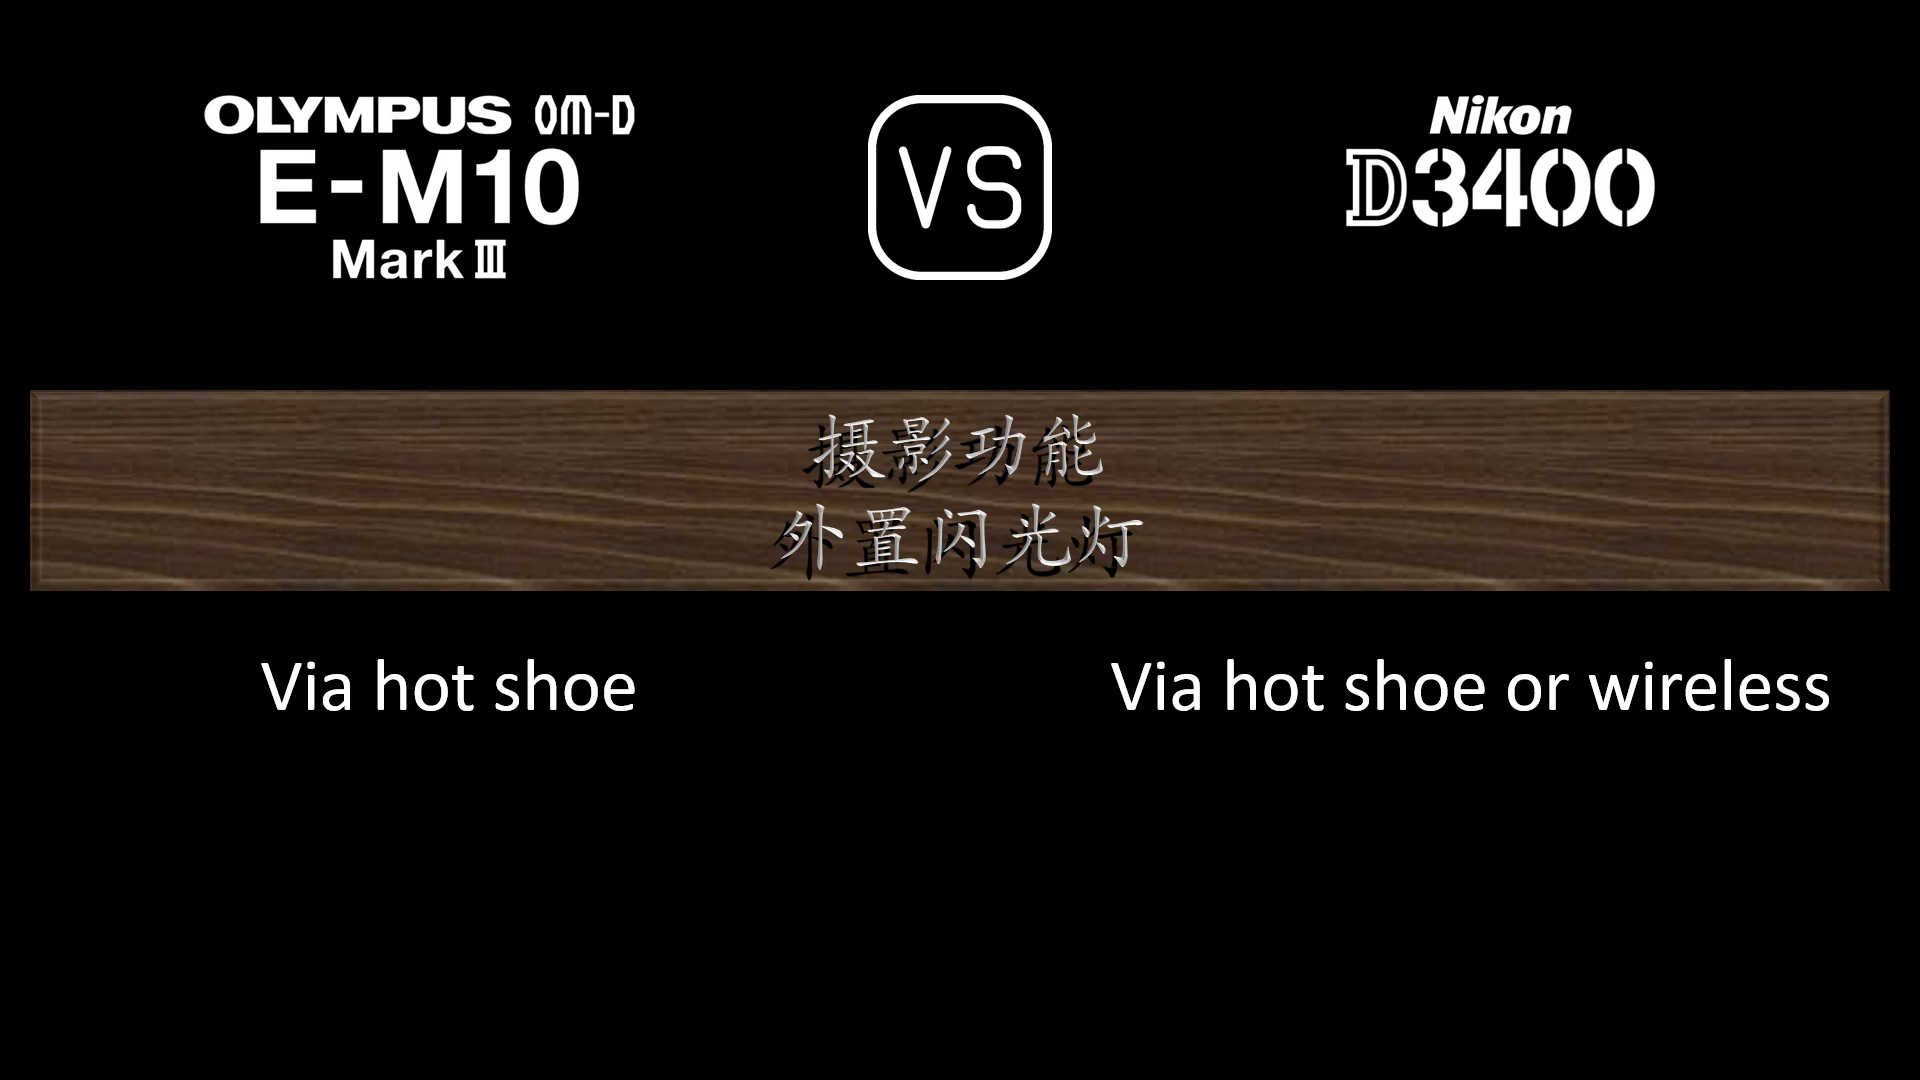 OLYMPUS OM-D
E-M10
Mark III
VS
Nikon
D3400
摄影功能
外置闪光灯
Via hot shoe
Via hot shoe or wireless